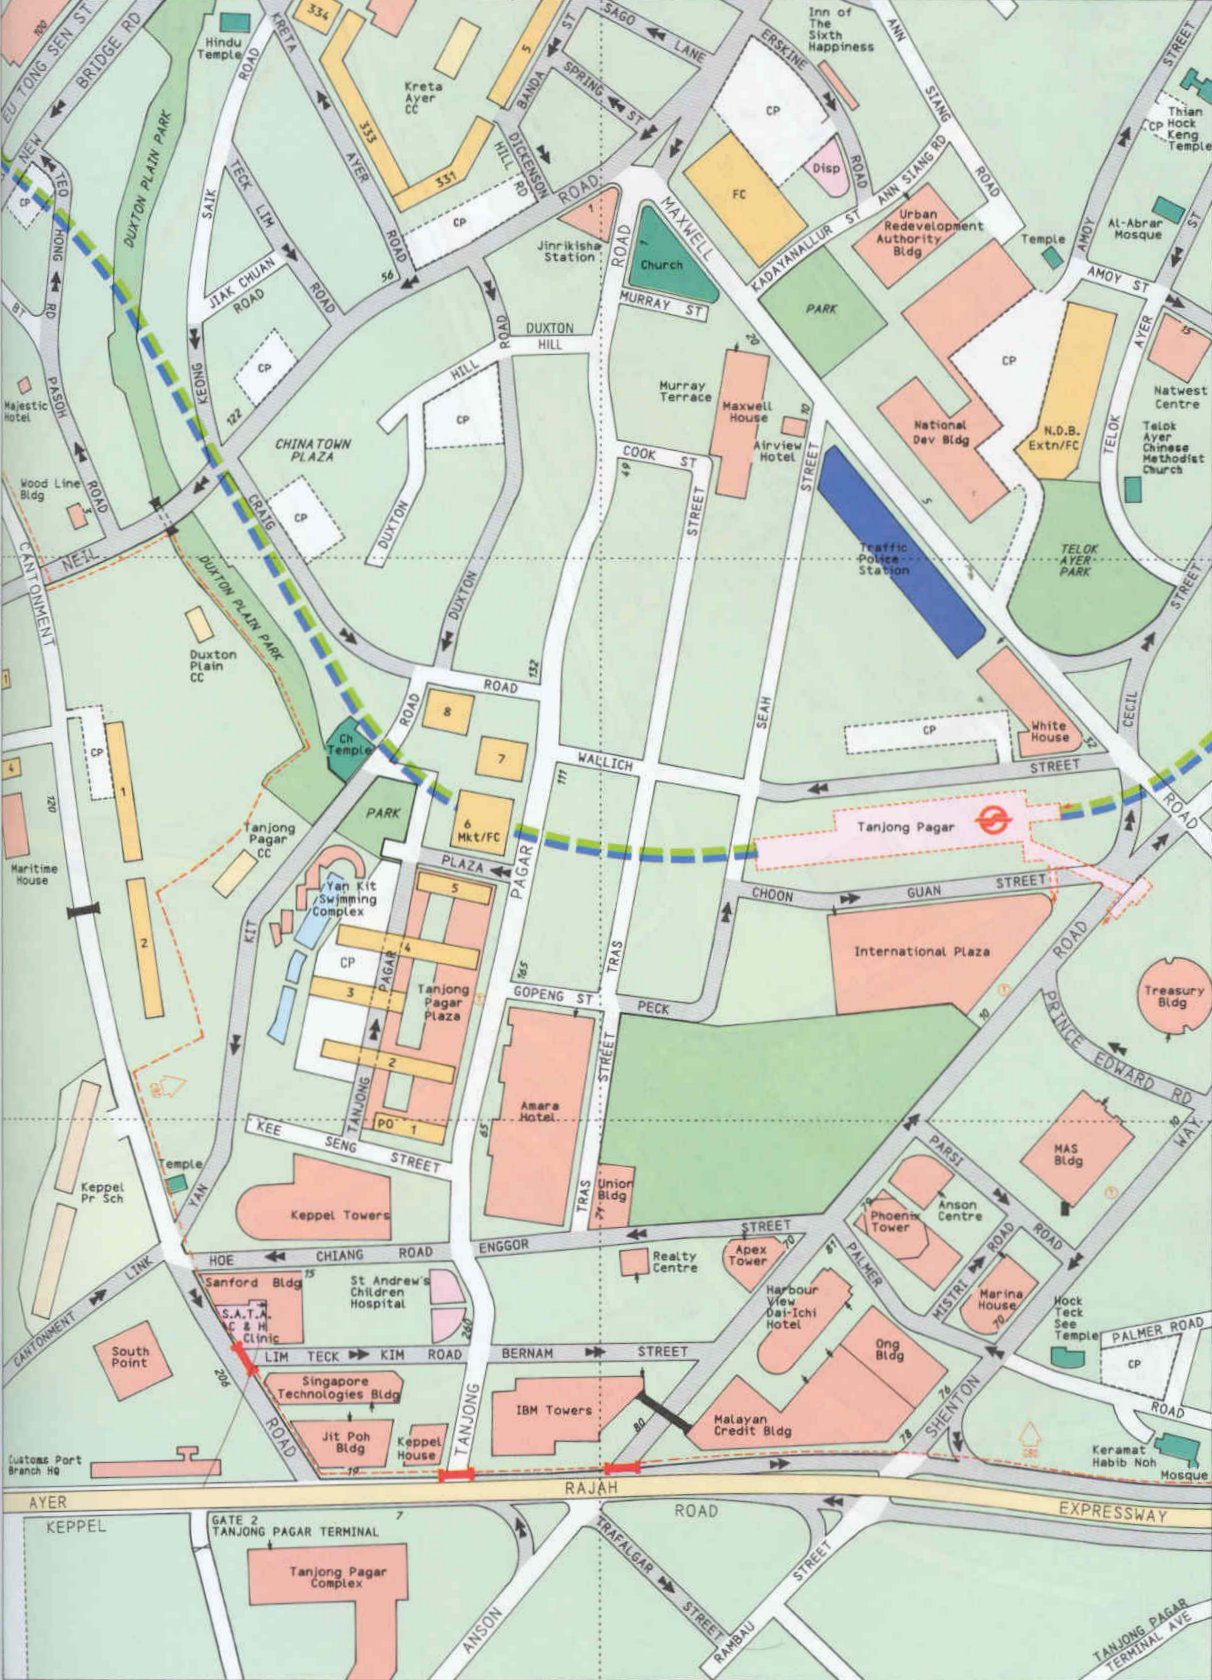 100
EU TONG SEN ST
NEW
BRIDGE RD
Hindu
Temple
KRETA
AYER
ROAD
334
333
331
5
Kreta
Ayer
CC
BANDA
ST
SAGO
LANE
SPRING
ST
DICKENSON
HILL
RD
ERSKINE
ROAD
Inn of
The
Sixth
Happiness
ANN
SIANG
ROAD
STREET
CP
Thian
Hock
Keng
Temple
CP
DUXTON PLAIN PARK
SAIK
ROAD
TECK
LIM
ROAD
TEO
HONG
RD
CP
CP
ROAD
1
Jinrikisha
Station
ROAD
MAXWELL
1
Church
MURRAY ST
FC
Disp
KADAYANALLUR ST
ANN SIANG RD
Urban
Redevelopment
Authority
Bldg
Temple
AMOY
Al-Abrar
Mosque
ST
AMOY ST
56
JIAK CHUAN
ROAD
BT
PASOH
ROAD
KEONG
CP
122
CHINATOWN
PLAZA
ROAD
DUXTON
HILL
HILL
CP
DUXTON
PARK
CP
AYER
TELOK
15
Natwest
Centre
Telok
Ayer
Chinese
Methodist
Church
N.D.B.
Extn/FC
National
Dev Bldg
20
Murray
Terrace
Maxwell
House
10
Airview
Hotel
STREET
Majestic
Hotel
Wood Line
Bldg
3
CRAIG
CP
COOK
ST
49
STREET
5
Traffic
Police
Station
TELOK
AYER
PARK
STREET
NEIL
CANTONMENT
DUXTON PLAIN PARK
Duxton
Plain
CC
DUXTON
132
ROAD
ROAD
8
7
6
Mkt/FC
Ch
Temple
PARK
WALLICH
111
SEAH
CP
White
House
32
CECIL
STREET
ROAD
Tanjong Pagar
1
4
CP
1
120
Maritime
House
2
Tanjong
Pagar
CC
Yan Kit
Swimming
Complex
KIT
PLAZA
PAGAR
5
4
CP
3
PAGAR
Tanjong
Pagar
Plaza
2
PO
1
TANJONG
CHOON
GUAN
STREET
International Plaza
ROAD
10
Treasury
Bldg
PRINCE EDWARD RD
165
GOPENG ST
TRAS
PECK
STREET
Amara
Hotel
65
TRAS
71
Union
Bldg
CBD
KEE
SENG
STREET
Keppel
Pr Sch
Temple
YAN
Keppel Towers
10
WAY
MAS
Bldg
PARSI
ROAD
Anson
Centre
79
Phoenix
Tower
MISTRI ROAD
Marina
House
70
PALMER
81
LINK
CANTONMENT
HOE
CHIANG
ROAD
ENGGOR
STREET
70
Realty
Centre
Apex
Tower
Harbour
View
Dai-Ichi
Hotel
Ong
Bldg
Hock
Teck
See
Temple
PALMER ROAD
CP
ROAD
Sanford Bldg
15
S.A.T.A.
C & H
Clinic
St Andrew's
Children
Hospital
260
South
Point
206
LIM
TECK
KIM
ROAD
BERNAM
STREET
Singapore
Technologies Bldg
Jit Poh
Bldg
Keppel
House
19
TANJONG
IBM Towers
80
Malayan
Credit Bldg
76
78
SHENTON
CBD
Keramat
Habib Noh
Mosque
Customs Port
Branch HQ
ROAD
AYER
RAJAH
EXPRESSWAY
KEPPEL
ROAD
GATE 2
TANJONG PAGAR TERMINAL
7
Tanjong Pagar
Complex
ANSON
TRAFALGAR
STREET
RAMBAU
STREET
TANJONG PAGAR
TERMINAL AVE